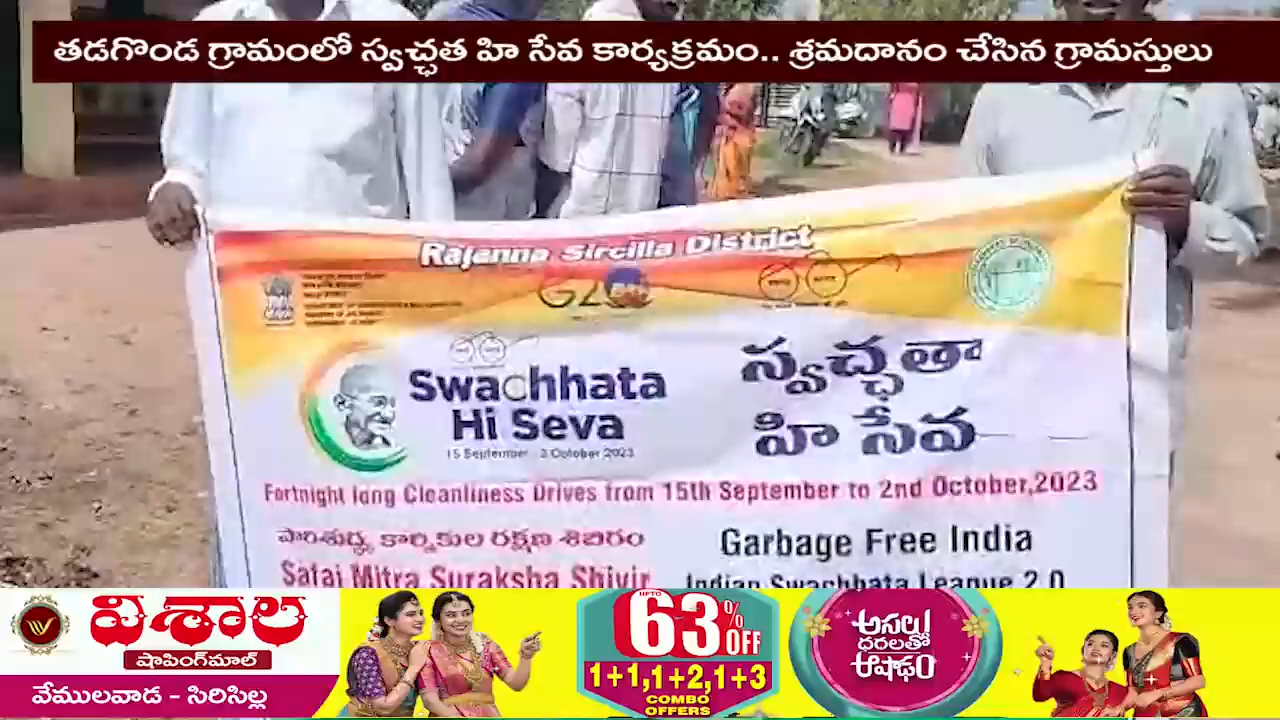 తడగొండ గ్రామంలో స్వచ్ఛత హి సేవ కార్యక్రమం.. శ్రమదానం చేసిన గ్రామస్తులు
Rajanna Sircilla District
G20
Swachhata
Hi Seva
15 September - 2 October 2023
స్వచ్ఛతా
హి సేవ
Fortnight long Cleanliness Drives from 15th September to 2nd October,2023
పారిశుద్ధ్య కార్మికుల రక్షణ శిబిరం
Safai Mitra Suraksha Shivir
Garbage Free India
Indian Swachhata League 2.0
విశాల
షాపింగ్‌మాల్
వేములవాడ - సిరిసిల్ల
UPTO
63% OFF
1+1,1+2,1+3
COMBO
OFFERS
అసలు
ధరలతో
ఆషాఢం